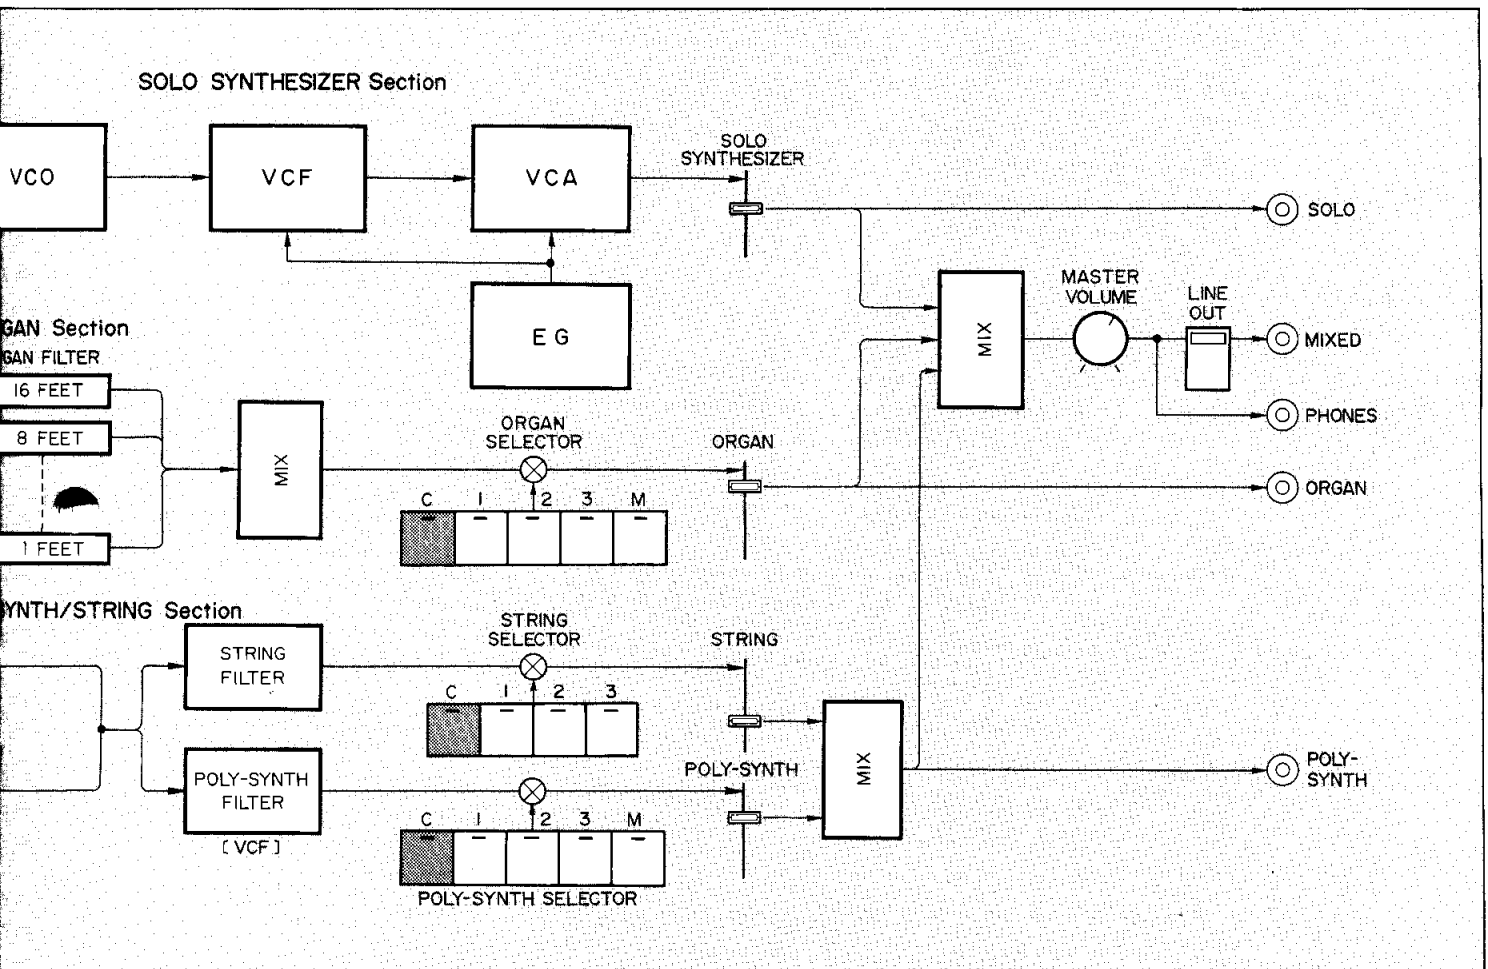 SOLO SYNTHESIZER Section
VCO
VCF
VCA
EG
SOLO
SYNTHESIZER
SOLO
MIX
MASTER
VOLUME
LINE
OUT
MIXED
PHONES
GAN Section
GAN FILTER
16 FEET
8 FEET
1 FEET
MIX
ORGAN
SELECTOR
C 1 2 3 M
ORGAN
ORGAN
YNTH/STRING Section
STRING
FILTER
STRING
SELECTOR
C 1 2 3
STRING
POLY-SYNTH
FILTER
[VCF]
C 1 2 3 M
POLY-SYNTH SELECTOR
POLY-SYNTH
MIX
POLY-
SYNTH